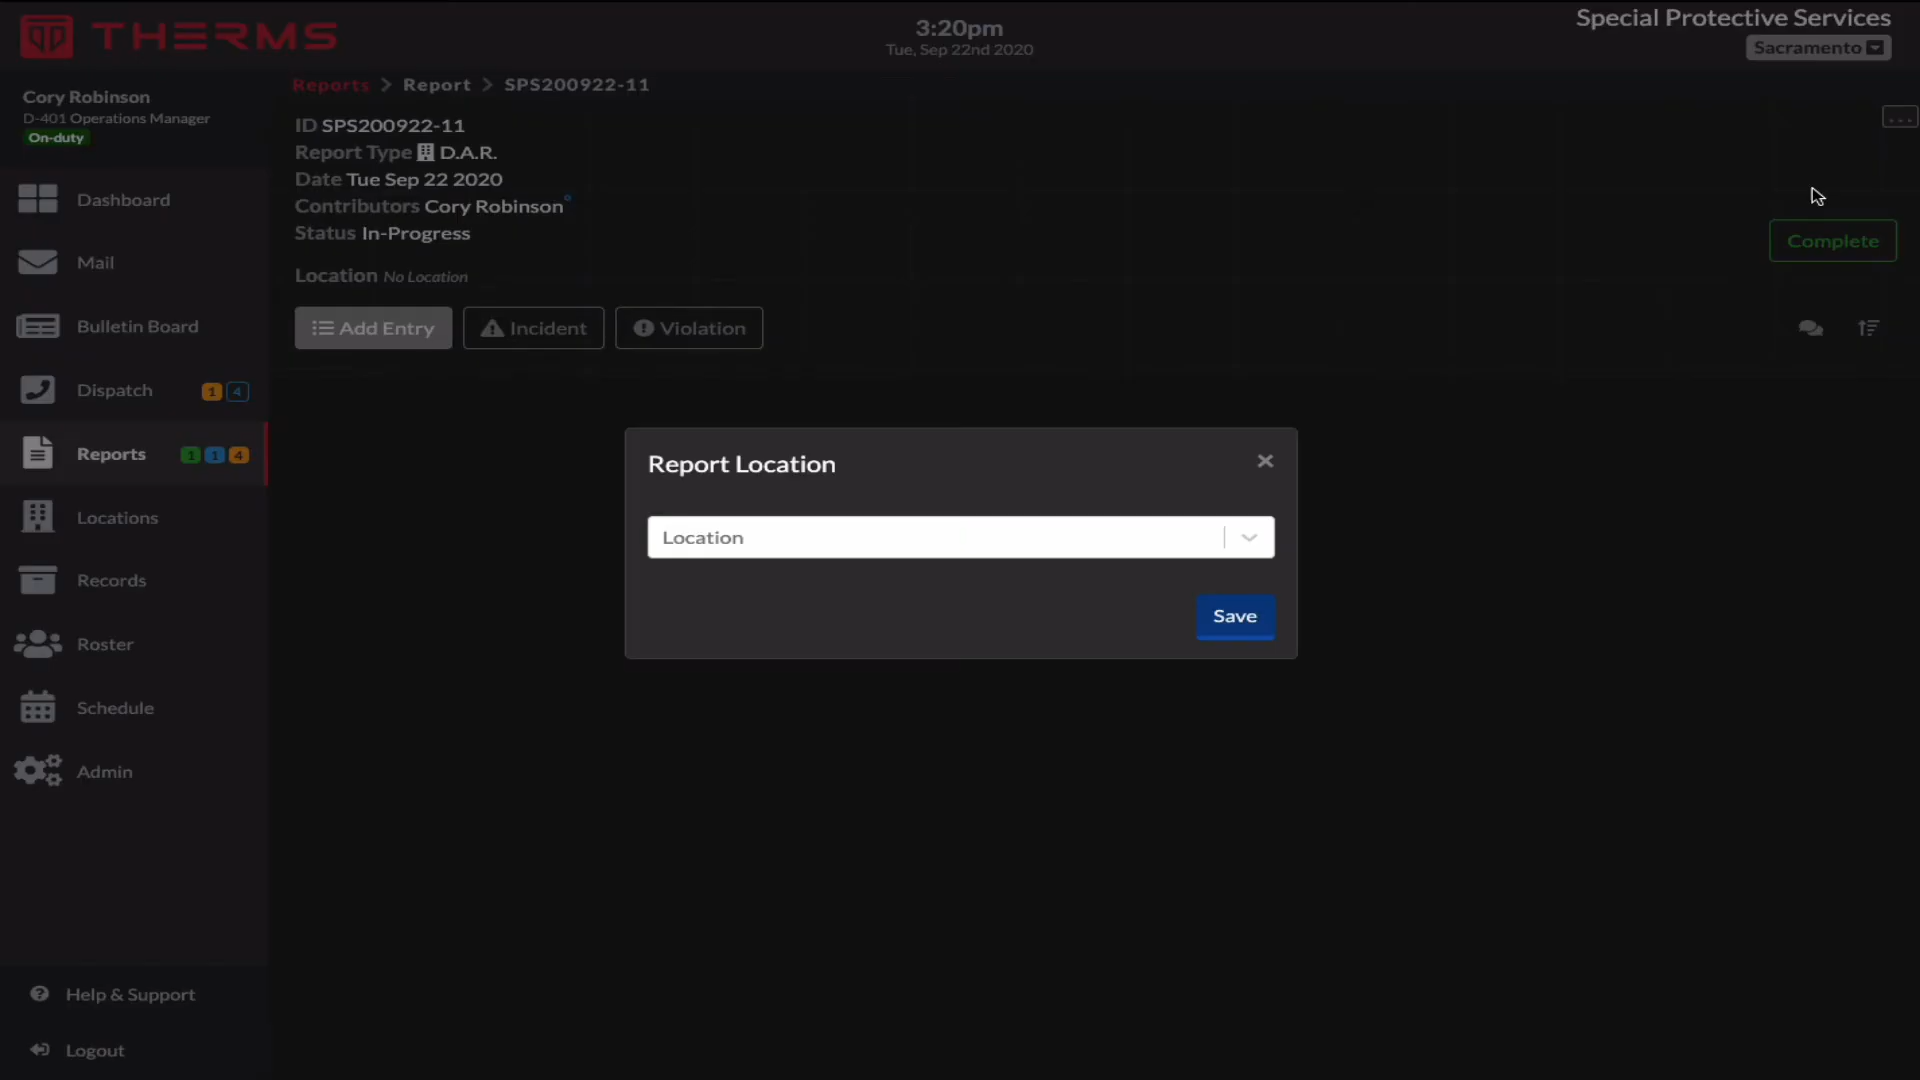 THERMS
3:20pm
Tue, Sep 22nd 2020
Special Protective Services
Sacramento
Cory Robinson
D-401 Operations Manager
On-duty
Reports > Report > SPS200922-11
ID SPS200922-11
Report Type D.A.R.
Date Tue Sep 22 2020
Contributors Cory Robinson
Status In-Progress
Complete
Location No Location
Add Entry Incident Violation
Dashboard
Mail
Bulletin Board
Dispatch 1 4
Reports 1 1 4
Locations
Records
Roster
Schedule
Admin
Report Location
Location
Save
Help & Support
Logout